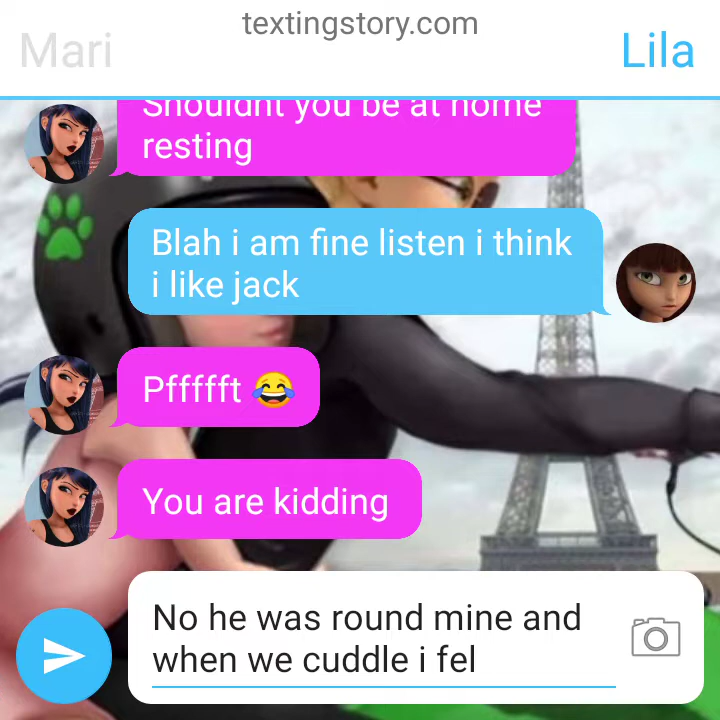 textingstory.com
Mari
Lila
Shouldnt you be at home
resting
Blah i am fine listen i think
i like jack
Pffffft 😂
You are kidding
No he was round mine and
when we cuddle i fel